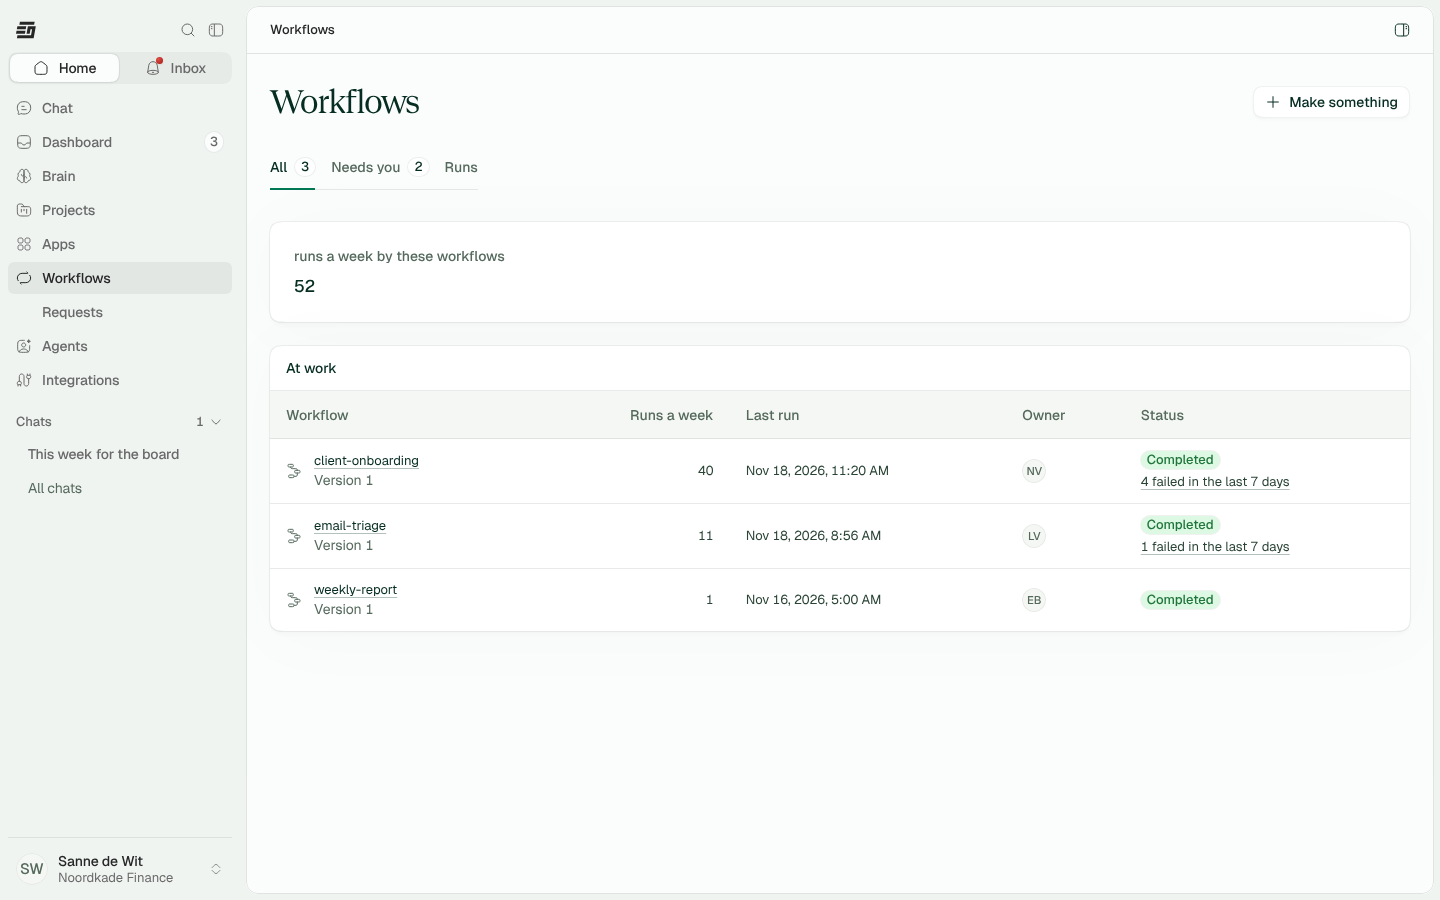 Home
Inbox
Chat
Dashboard 3
Brain
Projects
Apps
Workflows
Requests
Agents
Integrations
Chats 1
This week for the board
All chats
SW
Sanne de Wit
Noordkade Finance
Workflows
Workflows
Make something
All 3 Needs you 2 Runs
runs a week by these workflows
52
At work
Workflow Runs a week Last run Owner Status
client-onboarding
Version 1
40 Nov 18, 2026, 11:20 AM NV
Completed
4 failed in the last 7 days
email-triage
Version 1
11 Nov 18, 2026, 8:56 AM LV
Completed
1 failed in the last 7 days
weekly-report
Version 1
1 Nov 16, 2026, 5:00 AM EB
Completed